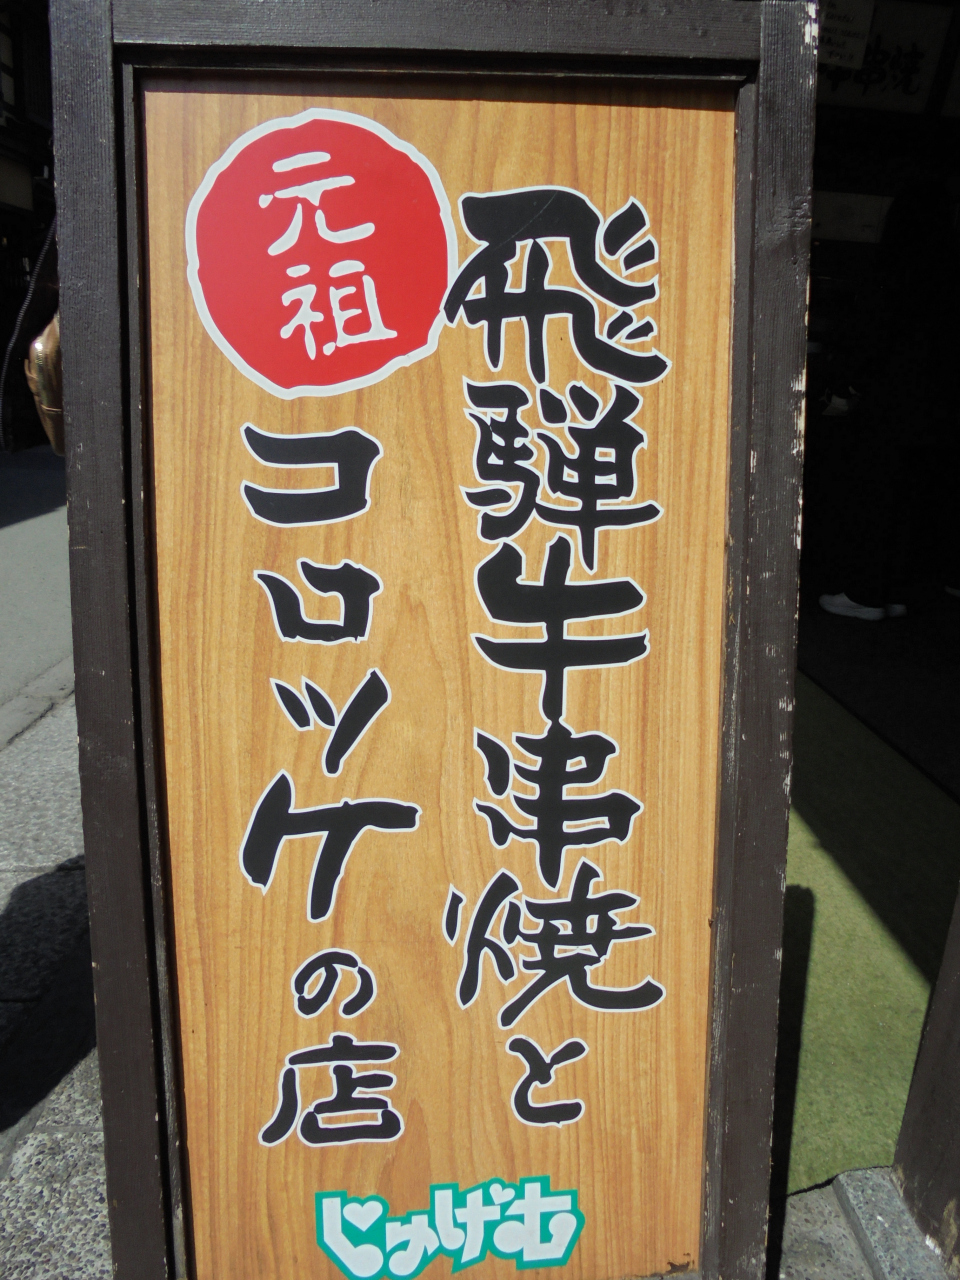 元祖
飛騨牛串焼と
コロッケの店
じゅげむ